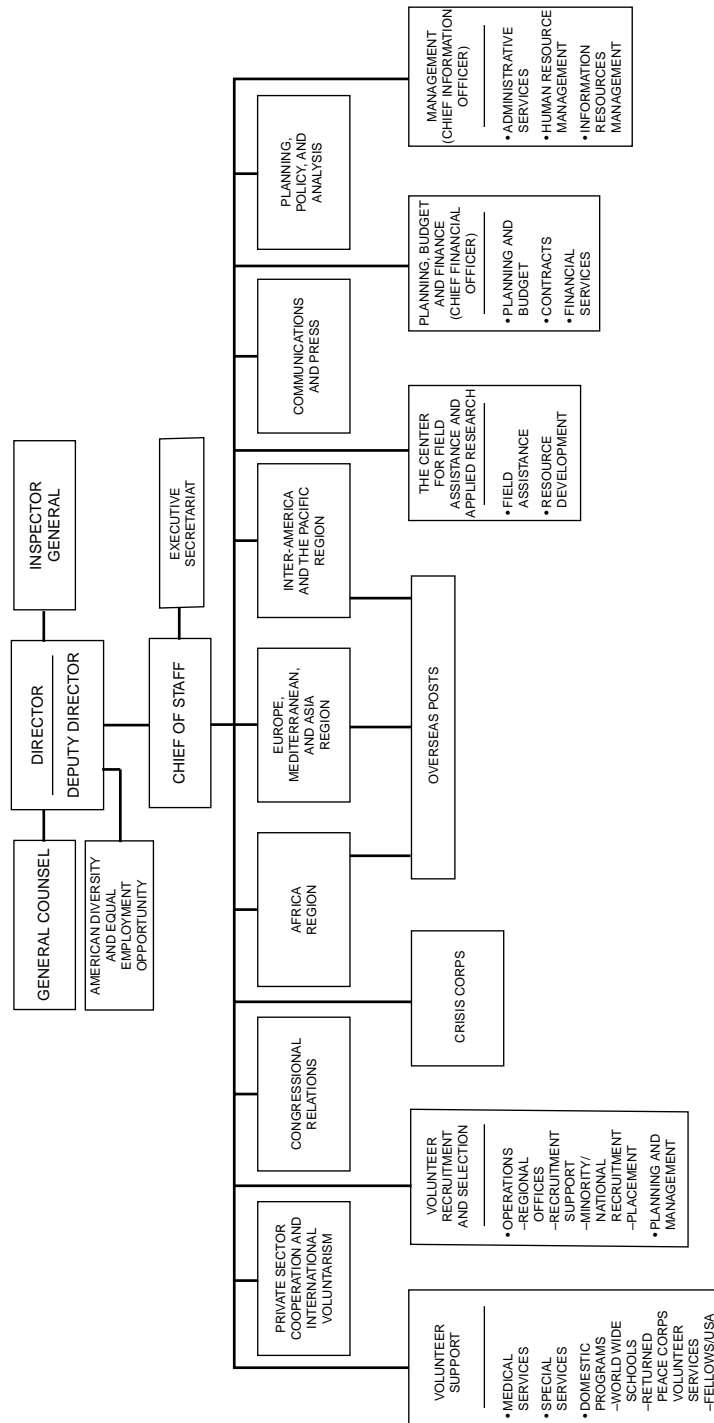 GENERAL COUNSEL
DIRECTOR
DEPUTY DIRECTOR
INSPECTOR
GENERAL
AMERICAN DIVERSITY
AND EQUAL
EMPLOYMENT
OPPORTUNITY
CHIEF OF STAFF
EXECUTIVE
SECRETARIAT
PRIVATE SECTOR
COOPERATION AND
INTERNATIONAL
VOLUNTARISM
CONGRESSIONAL
RELATIONS
AFRICA
REGION
EUROPE,
MEDITERRANEAN,
AND ASIA
REGION
INTER-AMERICA
AND THE PACIFIC
REGION
COMMUNICATIONS
AND PRESS
PLANNING,
POLICY, AND
ANALYSIS
VOLUNTEER
SUPPORT
•MEDICAL
SERVICES
•SPECIAL
SERVICES
•DOMESTIC
PROGRAMS
–WORLD WIDE
SCHOOLS
–RETURNED
PEACE CORPS
VOLUNTEER
SERVICES
–FELLOWS/USA
VOLUNTEER
RECRUITMENT
AND SELECTION
•OPERATIONS
–REGIONAL
OFFICES
–RECRUITMENT
SUPPORT
–MINORITY/
NATIONAL
RECRUITMENT
–PLACEMENT
•PLANNING AND
MANAGEMENT
CRISIS CORPS
OVERSEAS POSTS
THE CENTER
FOR FIELD
ASSISTANCE AND
APPLIED RESEARCH
•FIELD
ASSISTANCE
•RESOURCE
DEVELOPMENT
PLANNING, BUDGET
AND FINANCE
(CHIEF FINANCIAL
OFFICER)
•PLANNING AND
BUDGET
•CONTRACTS
•FINANCIAL
SERVICES
MANAGEMENT
(CHIEF INFORMATION
OFFICER)
•ADMINISTRATIVE
SERVICES
•HUMAN RESOURCE
MANAGEMENT
•INFORMATION
RESOURCES
MANAGEMENT